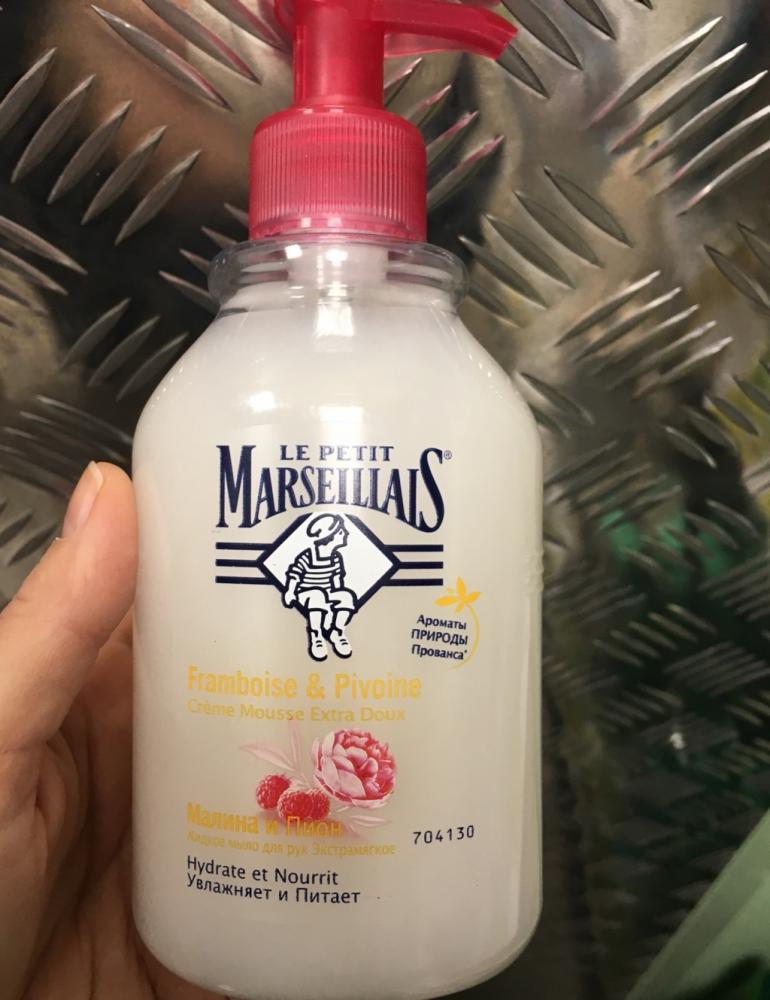 LE PETIT
MARSEILLAIS®
Ароматы
ПРИРОДЫ
Прованса*
Framboise & Pivoine
Crème Mousse Extra Doux
Малина и Пион
Жидкое мыло для рук Экстрамягкое
704130
Hydrate et Nourrit
Увлажняет и Питает